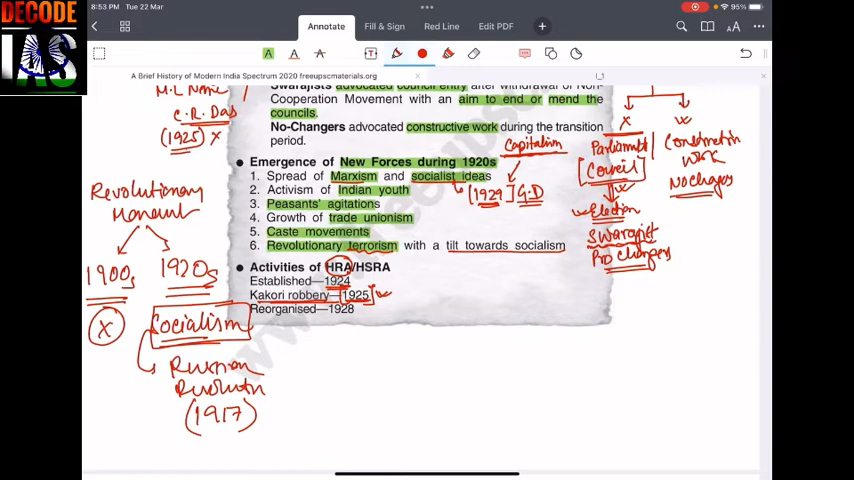 DECODE
IAS
8:53 PM Tue 22 Mar
95%
Annotate
Fill & Sign
Red Line
Edit PDF
A Brief History of Modern India Spectrum 2020 freeupscmaterials.org
Swarajists advocated council entry after withdrawal of Non-
Cooperation Movement with an aim to end or mend the
councils.
No-Changers advocated constructive work during the transition
period.
Emergence of New Forces during 1920s
1. Spread of Marxism and socialist ideas
2. Activism of Indian youth
3. Peasants' agitations
4. Growth of trade unionism
5. Caste movements
6. Revolutionary terrorism with a tilt towards socialism
Activities of HRA/HSRA
Established—1924
Kakori robbery—1925
Reorganised—1928
C.R. Das
(1925) X
Revolutionary
1900s
1920s
X
Socialism
Russian
(1917)
Capitalism
[1929] G.D
X
Parliament
[Council]
Election
Swarajist
Pro Changers
Work
No Changes